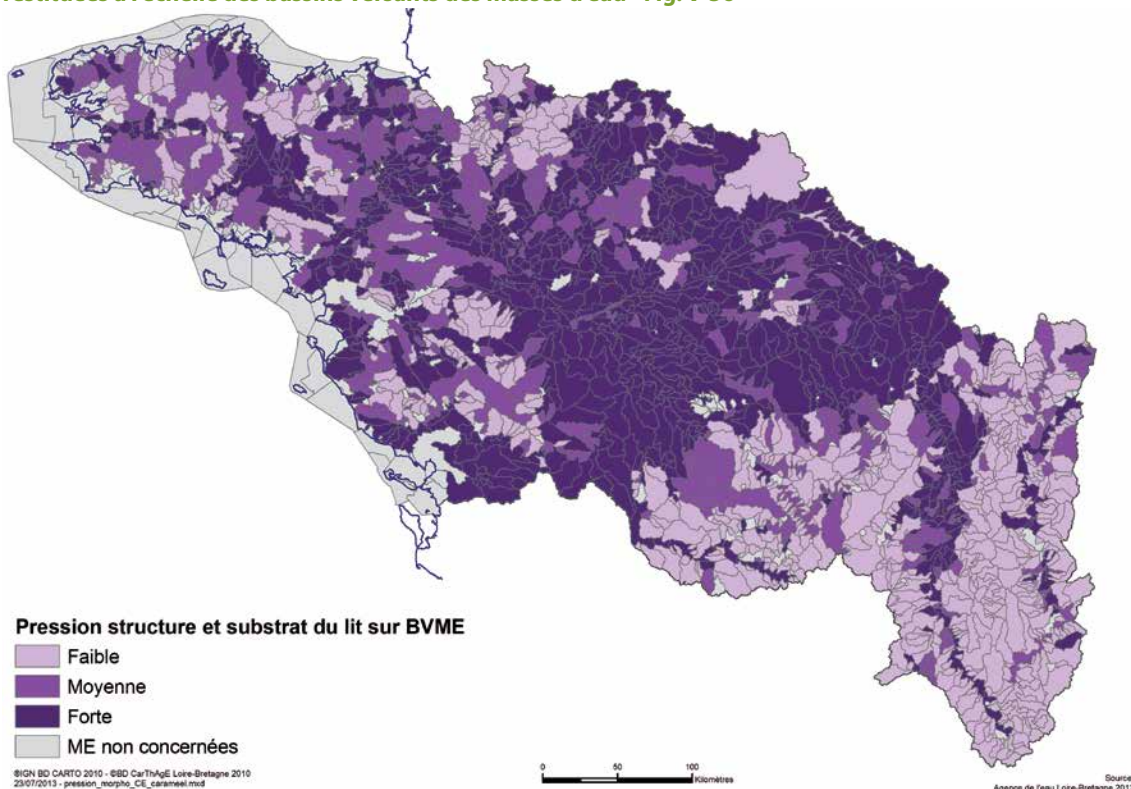 Pression structure et substrat du lit sur BVME
Faible
Moyenne
Forte
ME non concernées
©IGN BD CARTO 2010 - ©BD CarThAgE Loire-Bretagne 2010
23/07/2013 - pression_morpho_CE_carameel.mxd
0 50 100
Kilomètres
Source
Agence de l'eau Loire-Bretagne